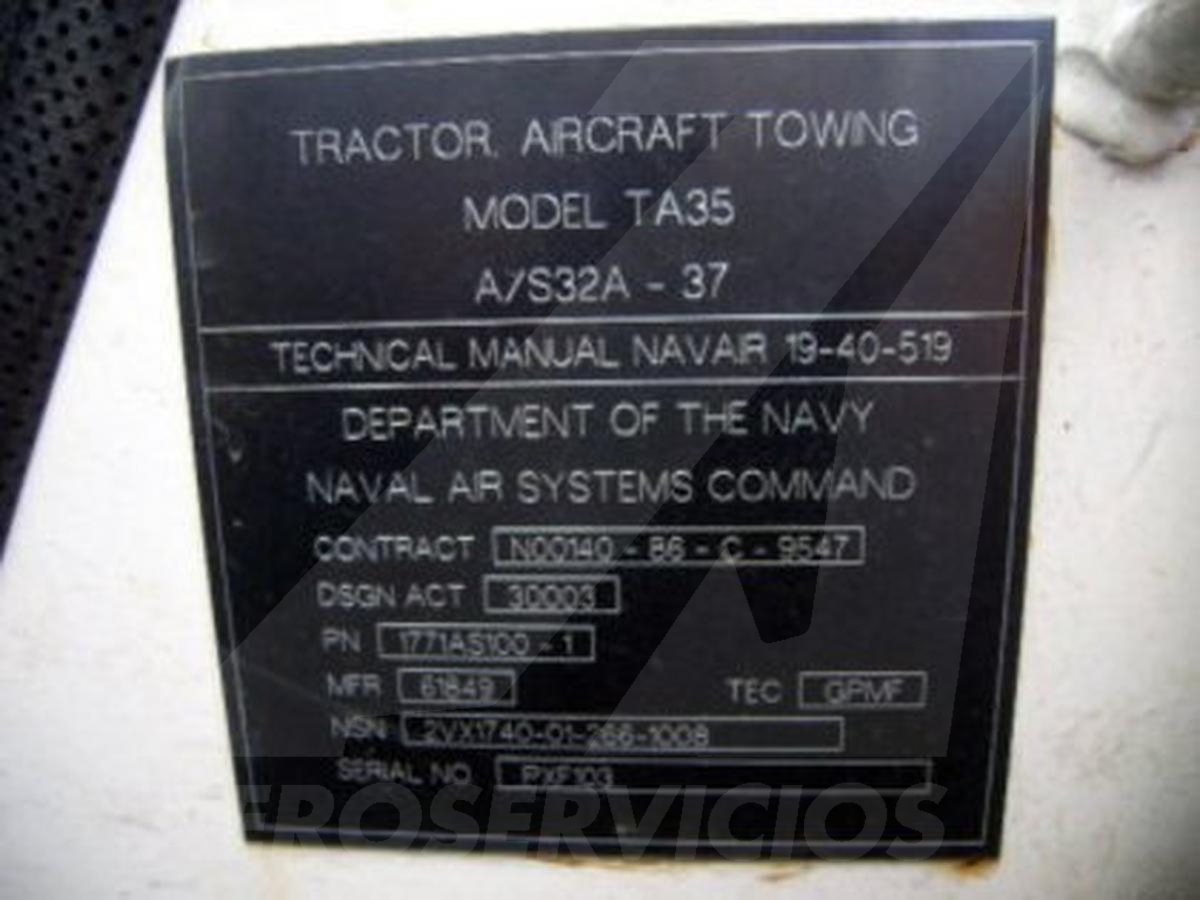 TRACTOR, AIRCRAFT TOWING
MODEL TA35
A/S32A - 37
TECHNICAL MANUAL NAVAIR 19-40-519
DEPARTMENT OF THE NAVY
NAVAL AIR SYSTEMS COMMAND
CONTRACT N00140 - 86 - C - 9547
DSGN ACT 30003
PN 1771AS100 - 1
MFR 61849 TEC GPMF
NSN 2VX1740-01-266-1008
SERIAL NO. PXF103
EROSERVICIOS